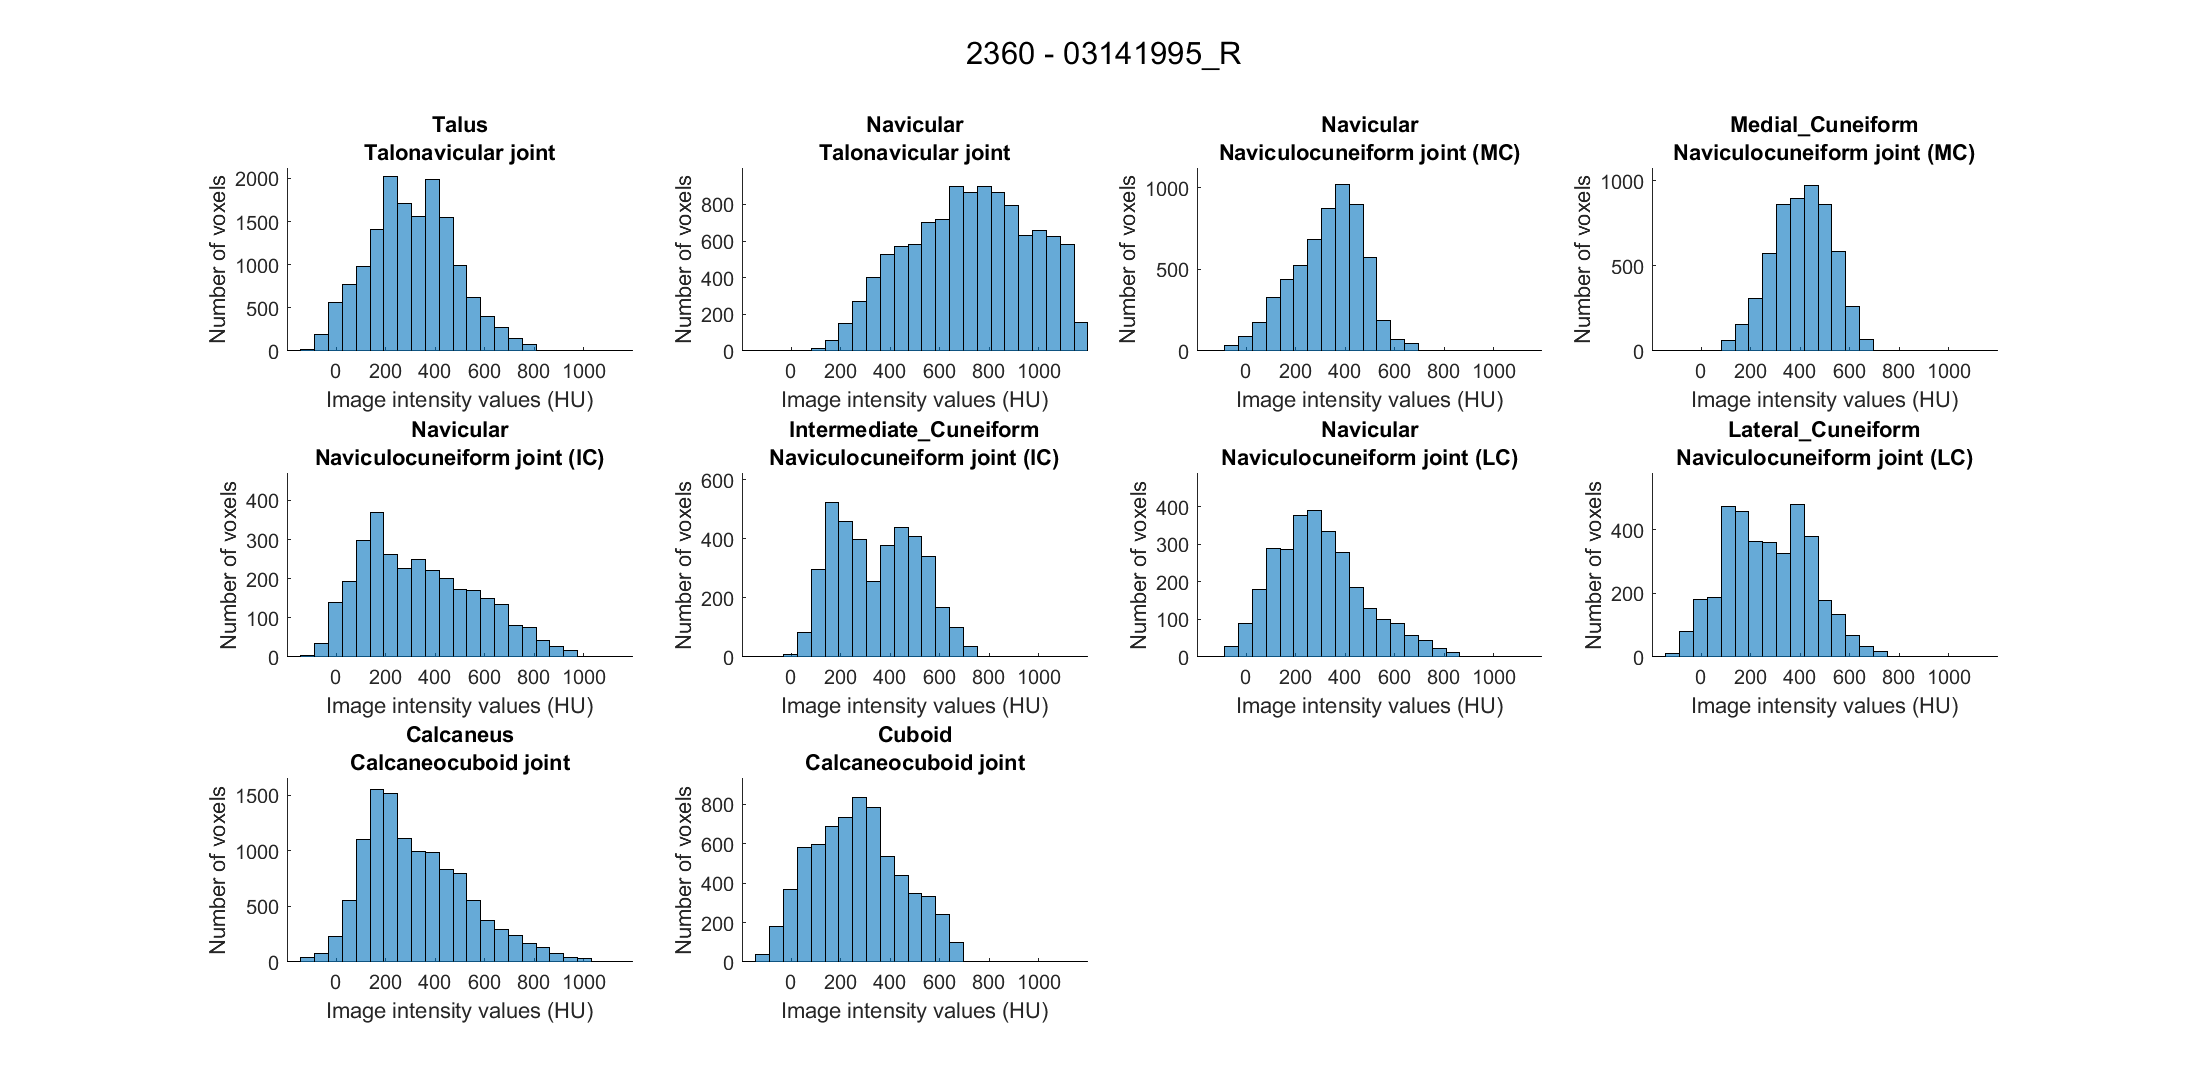 2360 - 03141995_R
Talus
Talonavicular joint
Number of voxels
2000
1500
1000
500
0
0 200 400 600 800 1000
Image intensity values (HU)
Navicular
Talonavicular joint
Number of voxels
800
600
400
200
0
0 200 400 600 800 1000
Image intensity values (HU)
Navicular
Naviculocuneiform joint (MC)
Number of voxels
1000
500
0
0 200 400 600 800 1000
Image intensity values (HU)
Medial_Cuneiform
Naviculocuneiform joint (MC)
Number of voxels
1000
500
0
0 200 400 600 800 1000
Image intensity values (HU)
Navicular
Naviculocuneiform joint (IC)
Number of voxels
400
300
200
100
0
0 200 400 600 800 1000
Image intensity values (HU)
Intermediate_Cuneiform
Naviculocuneiform joint (IC)
Number of voxels
600
400
200
0
0 200 400 600 800 1000
Image intensity values (HU)
Navicular
Naviculocuneiform joint (LC)
Number of voxels
400
300
200
100
0
0 200 400 600 800 1000
Image intensity values (HU)
Lateral_Cuneiform
Naviculocuneiform joint (LC)
Number of voxels
400
200
0
0 200 400 600 800 1000
Image intensity values (HU)
Calcaneus
Calcaneocuboid joint
Number of voxels
1500
1000
500
0
0 200 400 600 800 1000
Image intensity values (HU)
Cuboid
Calcaneocuboid joint
Number of voxels
800
600
400
200
0
0 200 400 600 800 1000
Image intensity values (HU)